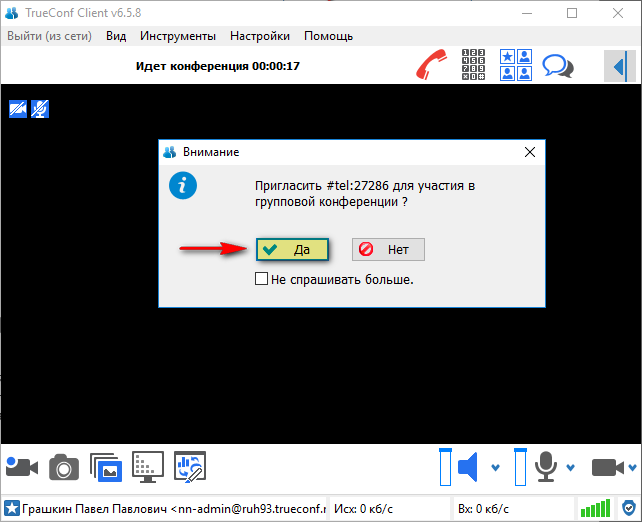 TrueConf Client v6.5.8
Выйти (из сети) Вид Инструменты Настройки Помощь
Идет конференция 00:00:17
Внимание
Пригласить #tel:27286 для участия в
групповой конференции ?
Да Нет
Не спрашивать больше.
Грашкин Павел Павлович <nn-admin@ruh93.trueconf.r Исх: 0 кб/с Вх: 0 кб/с